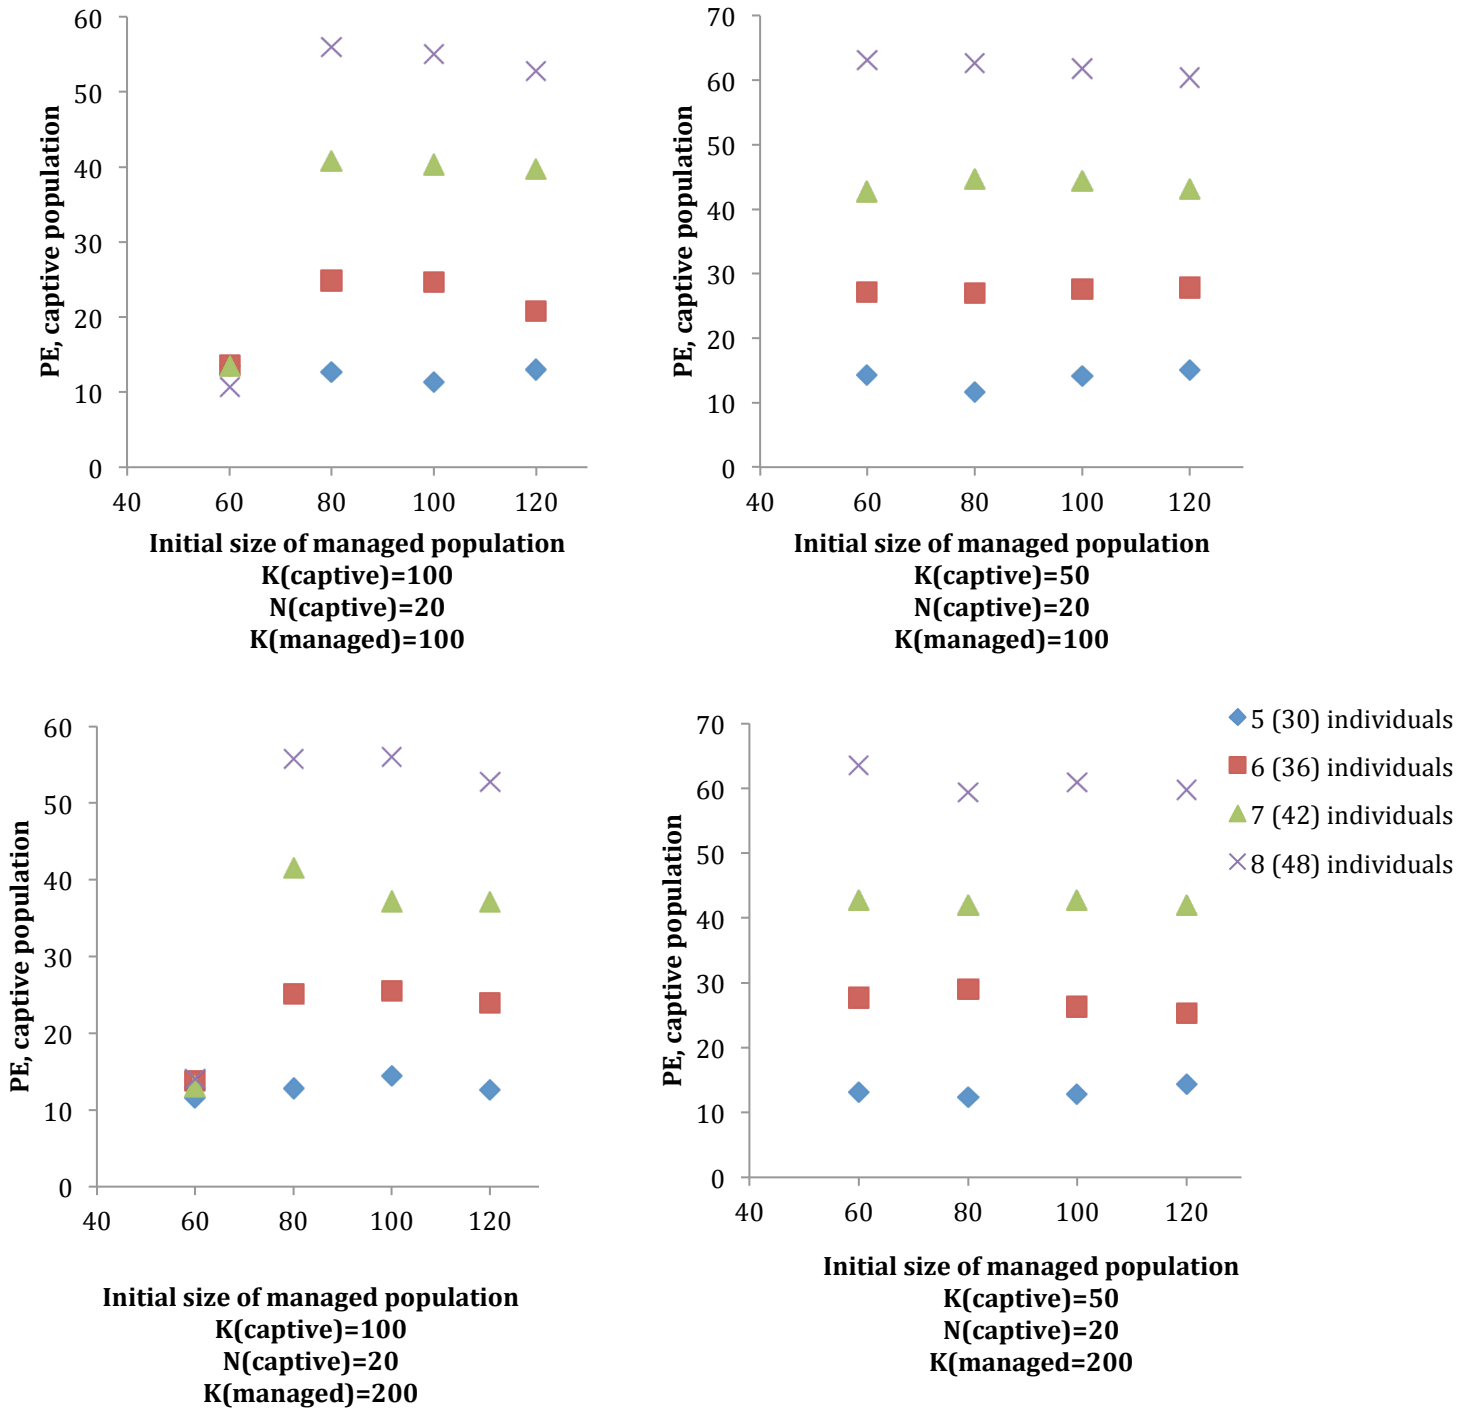 60
50
40
30
20
10
0
PE, captive population
40 60 80 100 120
Initial size of managed population
K(captive)=100
N(captive)=20
K(managed)=100
70
60
50
40
30
20
10
0
PE, captive population
40 60 80 100 120
Initial size of managed population
K(captive)=50
N(captive)=20
K(managed)=100
60
50
40
30
20
10
0
PE, captive population
40 60 80 100 120
Initial size of managed population
K(captive)=100
N(captive)=20
K(managed)=200
70
60
50
40
30
20
10
0
PE, captive population
40 60 80 100 120
Initial size of managed population
K(captive)=50
N(captive)=20
K(managed=200
5 (30) individuals
6 (36) individuals
7 (42) individuals
8 (48) individuals